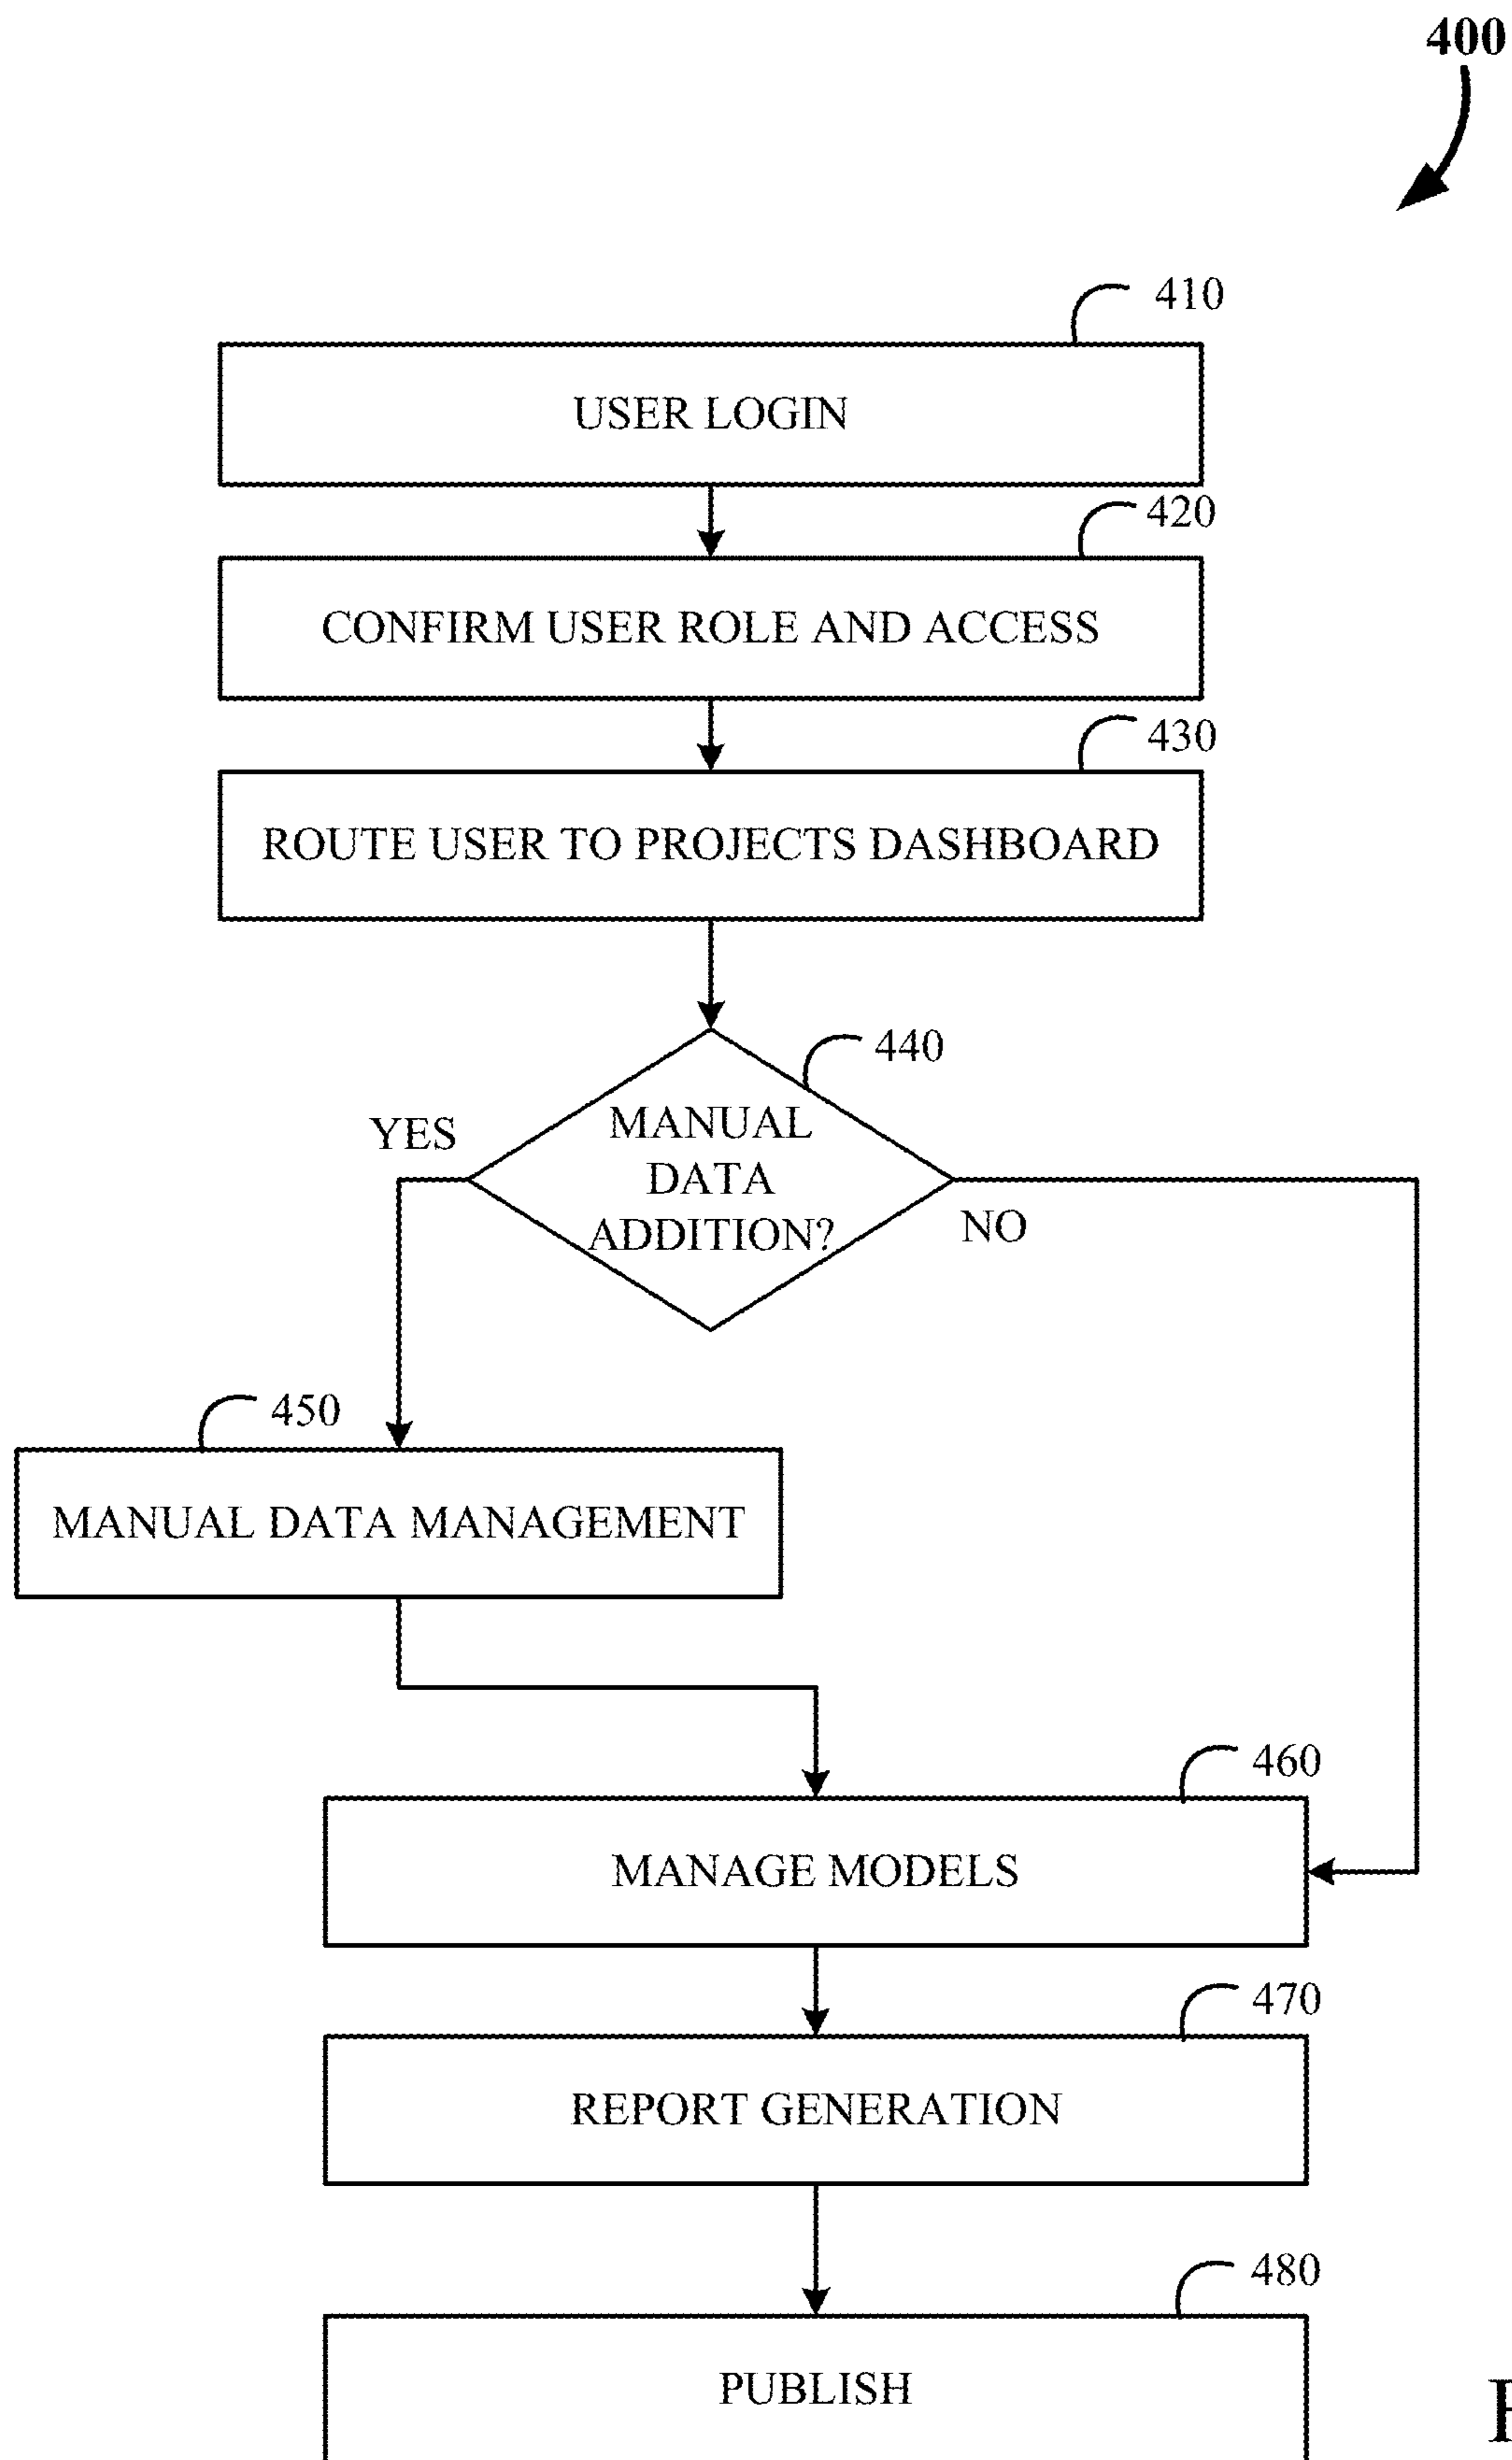 400
410
USER LOGIN
420
CONFIRM USER ROLE AND ACCESS
430
ROUTE USER TO PROJECTS DASHBOARD
440
YES
MANUAL
DATA
ADDITION?
NO
450
MANUAL DATA MANAGEMENT
460
MANAGE MODELS
470
REPORT GENERATION
480
PUBLISH